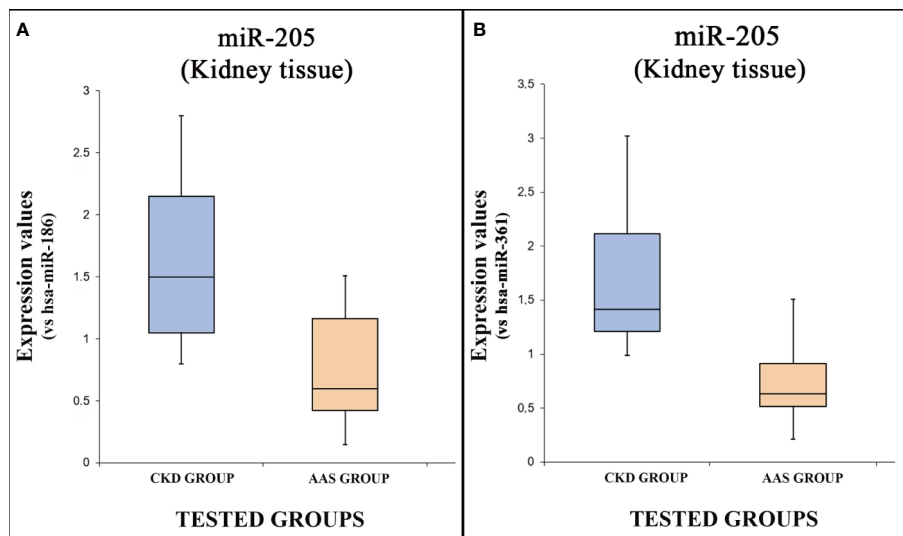 A
miR-205
(Kidney tissue)
3
2.5
2
1.5
1
0.5
0
Expression values
(vs hsa-miR-186)
CKD GROUP
AAS GROUP
TESTED GROUPS
B
miR-205
(Kidney tissue)
3.5
3
2.5
2
1.5
1
0.5
0
Expression values
(vs hsa-miR-361)
CKD GROUP
AAS GROUP
TESTED GROUPS